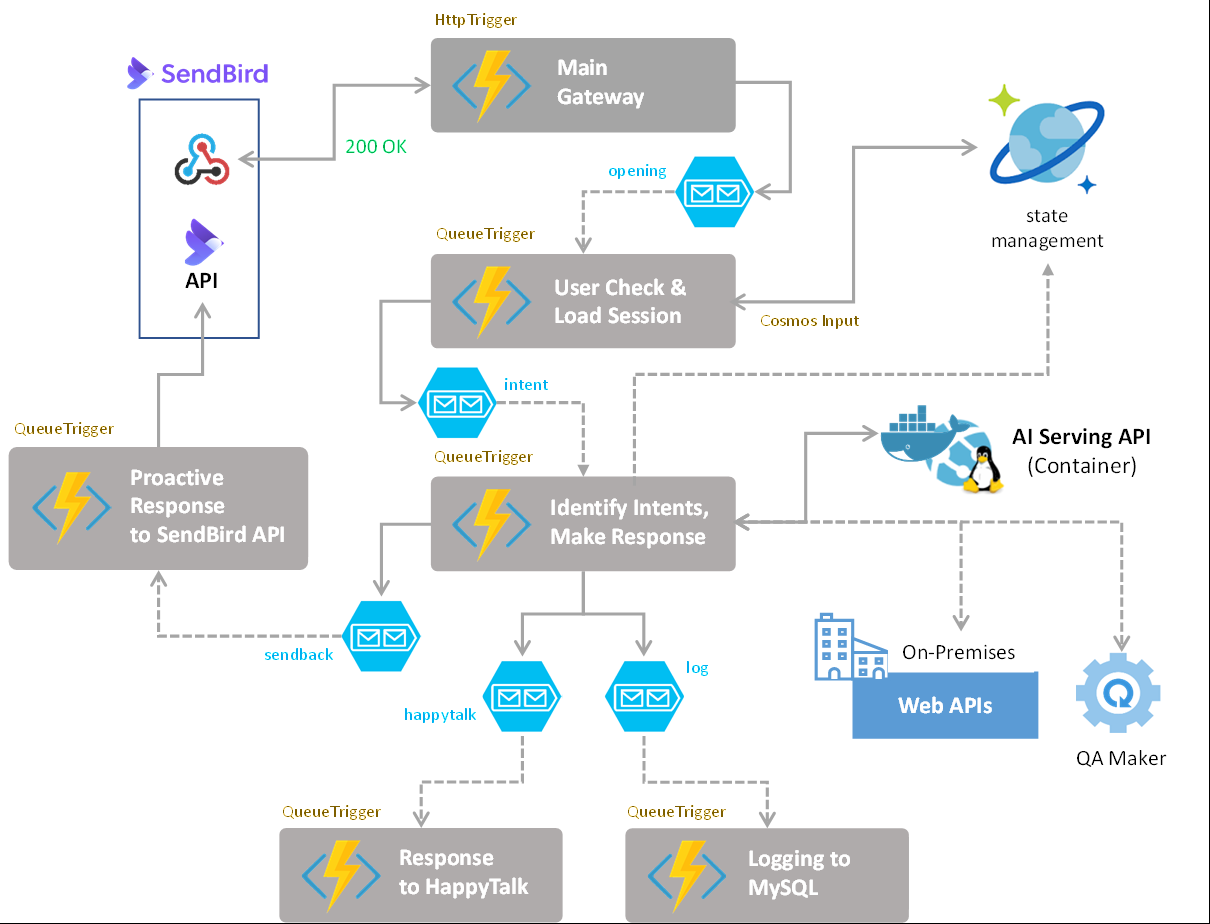 HttpTrigger
SendBird
Main
Gateway
200 OK
opening
state
management
QueueTrigger
API
User Check &
Load Session
Cosmos Input
intent
QueueTrigger
QueueTrigger
AI Serving API
(Container)
Proactive
Response
to SendBird API
Identify Intents,
Make Response
sendback
On-Premises
log
happytalk
Web APIs
QA Maker
QueueTrigger
QueueTrigger
Response
to HappyTalk
Logging to
MySQL